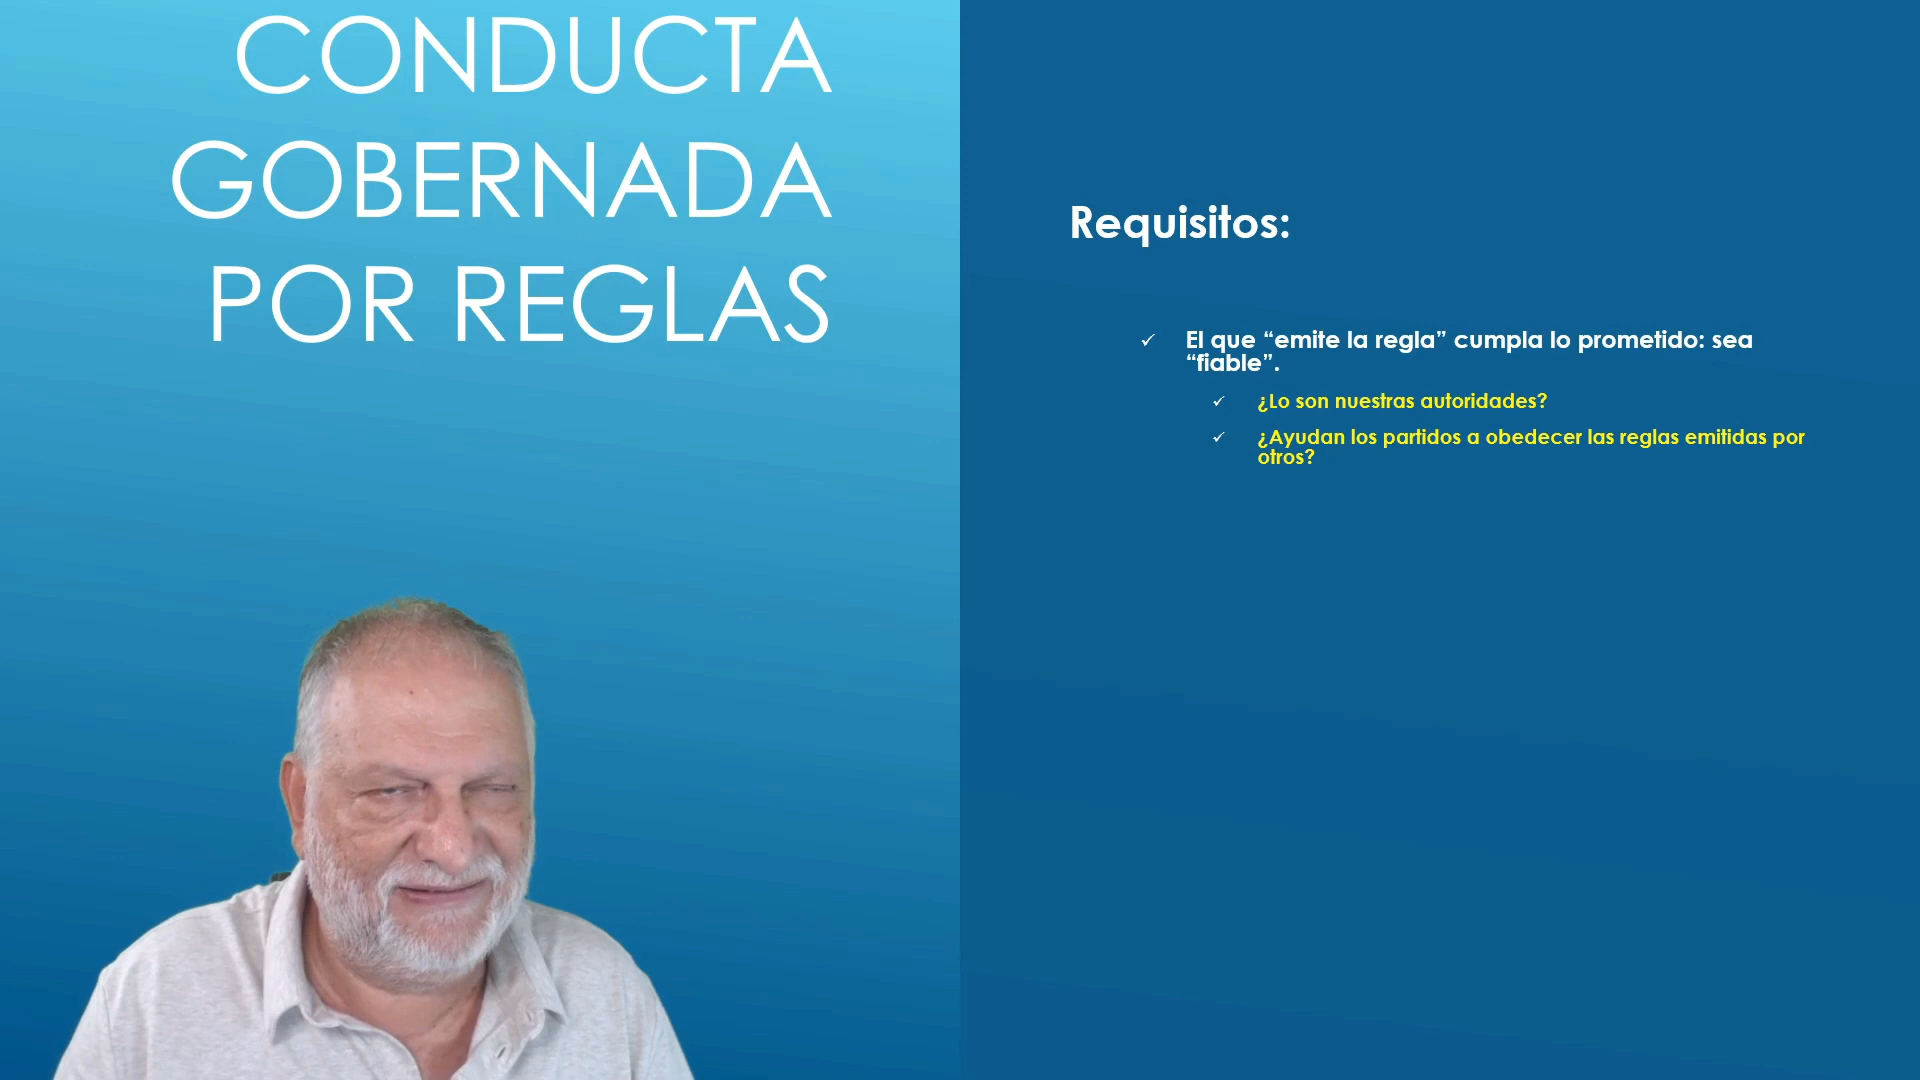 CONDUCTA
GOBERNADA
POR REGLAS
Requisitos:
✓ El que “emite la regla” cumpla lo prometido: sea
“fiable”.
✓ ¿Lo son nuestras autoridades?
✓ ¿Ayudan los partidos a obedecer las reglas emitidas por
otros?